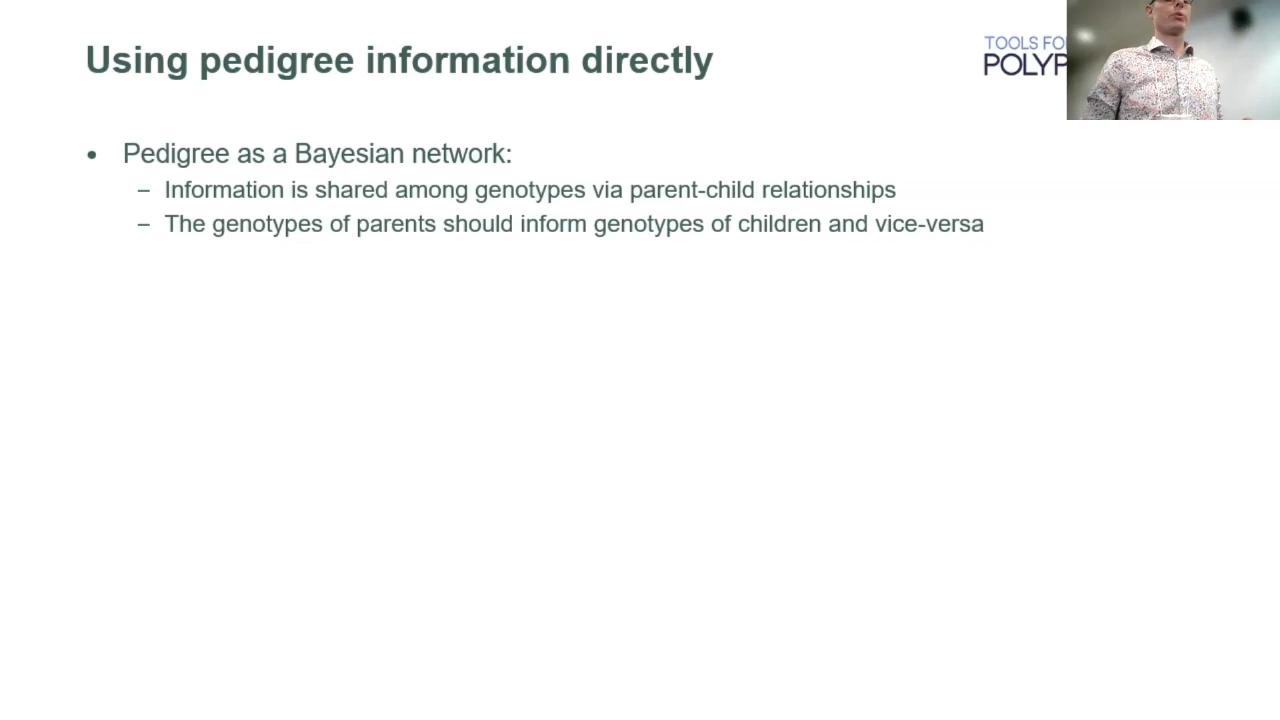 Using pedigree information directly
TOOLS FO
POLYP
• Pedigree as a Bayesian network:
– Information is shared among genotypes via parent-child relationships
– The genotypes of parents should inform genotypes of children and vice-versa